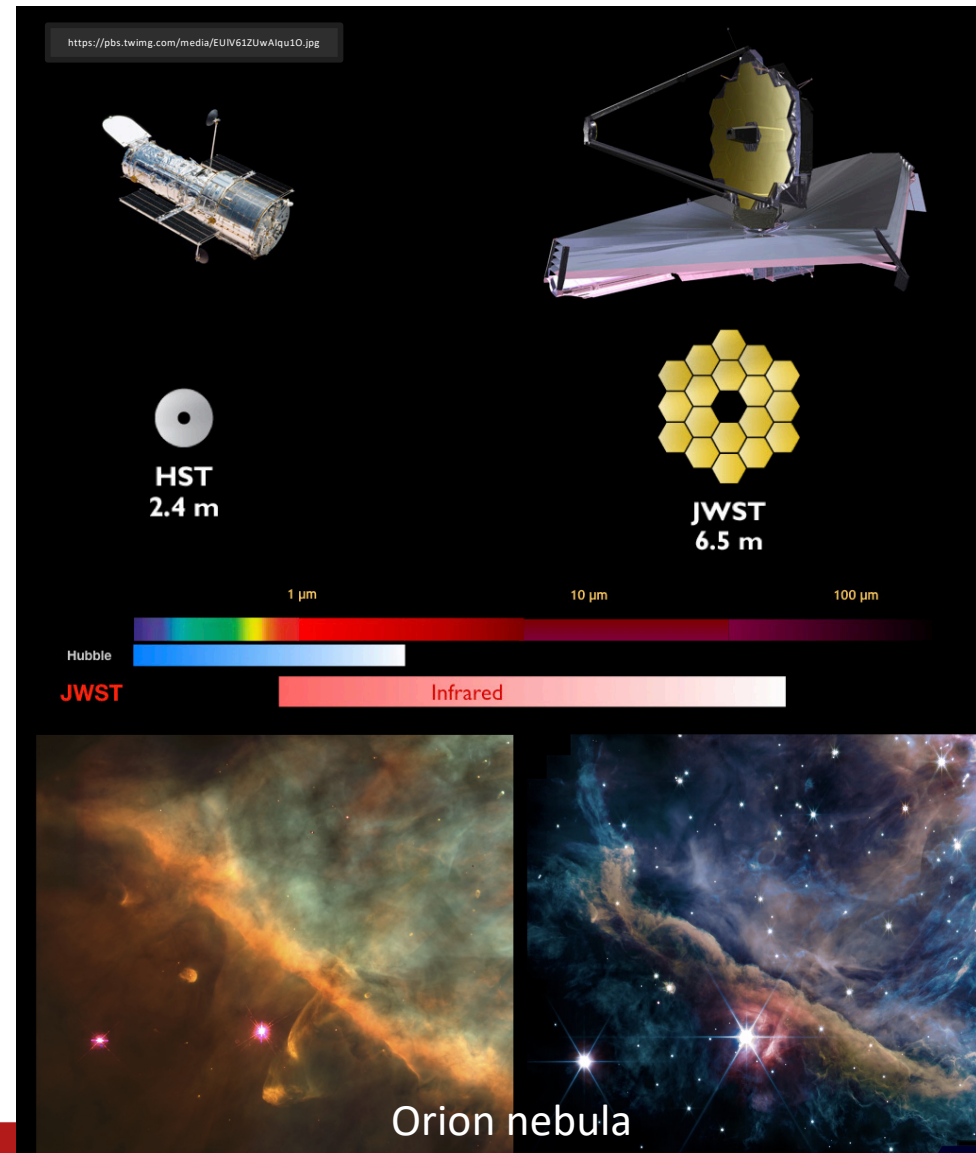 https://pbs.twimg.com/media/EUlV61ZUwAIqu1O.jpg
HST
2.4 m
JWST
6.5 m
1 µm 10 µm 100 µm
Hubble
JWST
Infrared
Orion nebula